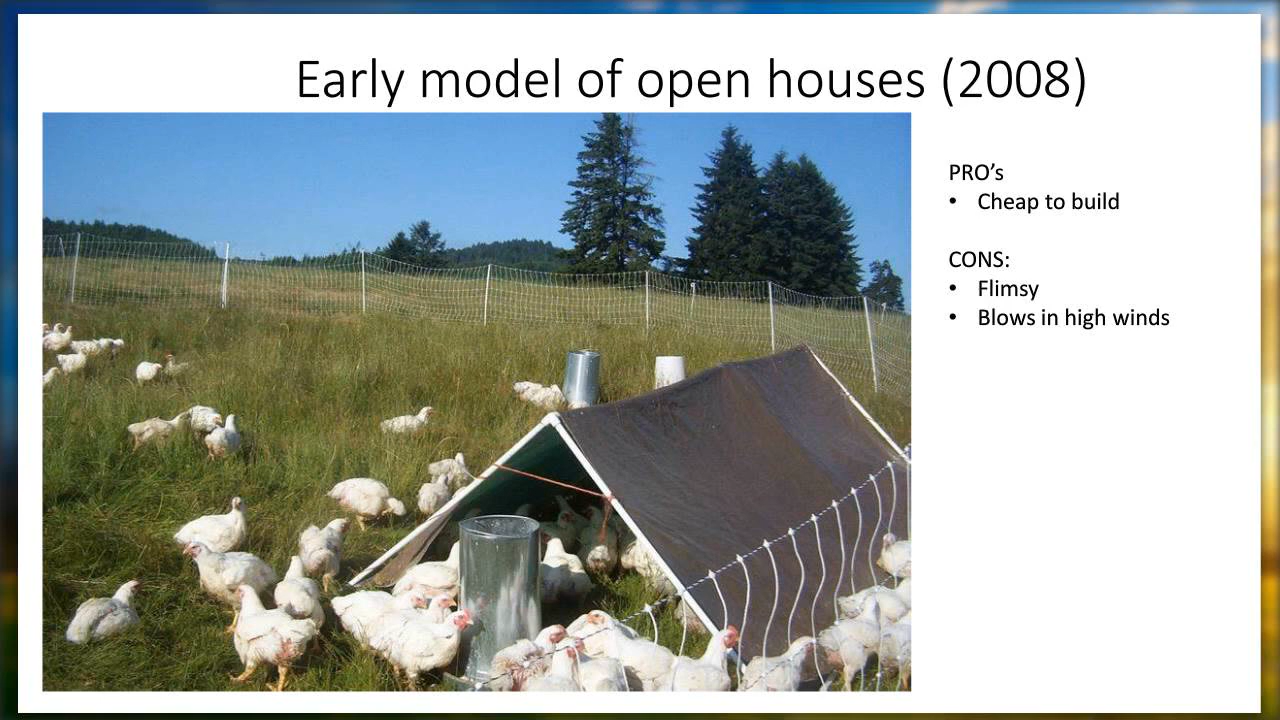 Early model of open houses (2008)
PRO’s
• Cheap to build
CONS:
• Flimsy
• Blows in high winds